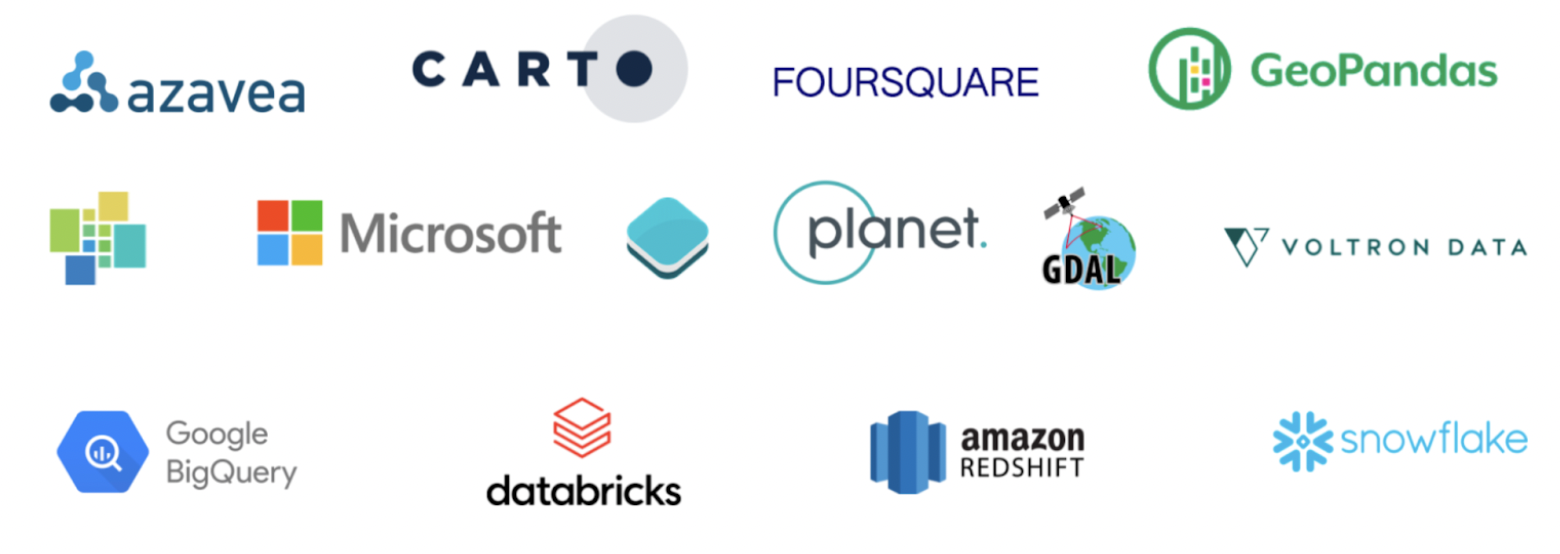 azavea
CARTO
FOURSQUARE
GeoPandas
Microsoft
planet.
GDAL
VOLTRON DATA
Google
BigQuery
databricks
amazon
REDSHIFT
snowflake